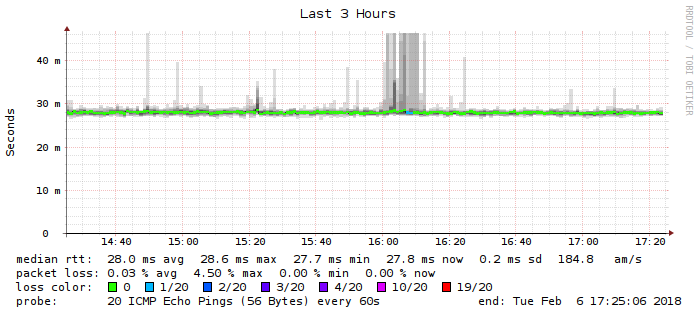 Last 3 Hours
RRDTOOL / TOBI OETIKER
Seconds
40 m
30 m
20 m
10 m
0
14:40 15:00 15:20 15:40 16:00 16:20 16:40 17:00 17:20
median rtt: 28.0 ms avg 28.6 ms max 27.7 ms min 27.8 ms now 0.2 ms sd 184.8 am/s
packet loss: 0.03 % avg 4.50 % max 0.00 % min 0.00 % now
loss color: 0 1/20 2/20 3/20 4/20 10/20 19/20
probe: 20 ICMP Echo Pings (56 Bytes) every 60s end: Tue Feb 6 17:25:06 2018